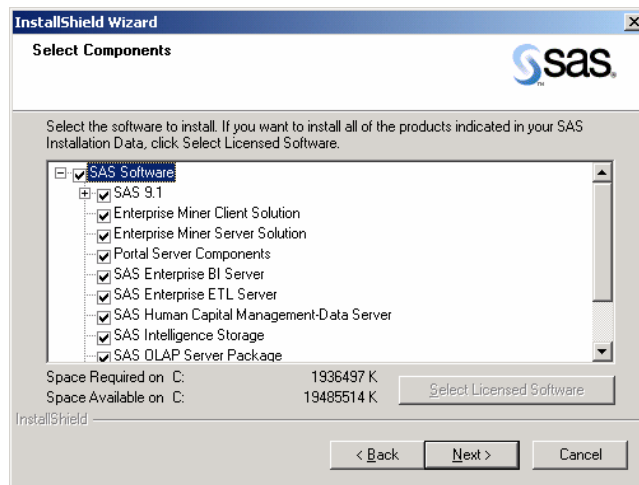 InstallShield Wizard
Select Components
sas.
TM
Select the software to install. If you want to install all of the products indicated in your SAS
Installation Data, click Select Licensed Software.
SAS Software
SAS 9.1
Enterprise Miner Client Solution
Enterprise Miner Server Solution
Portal Server Components
SAS Enterprise BI Server
SAS Enterprise ETL Server
SAS Human Capital Management-Data Server
SAS Intelligence Storage
SAS OLAP Server Package
Space Required on C: 1936497 K
Space Available on C: 19485514 K
Select Licensed Software
InstallShield
< Back Next > Cancel